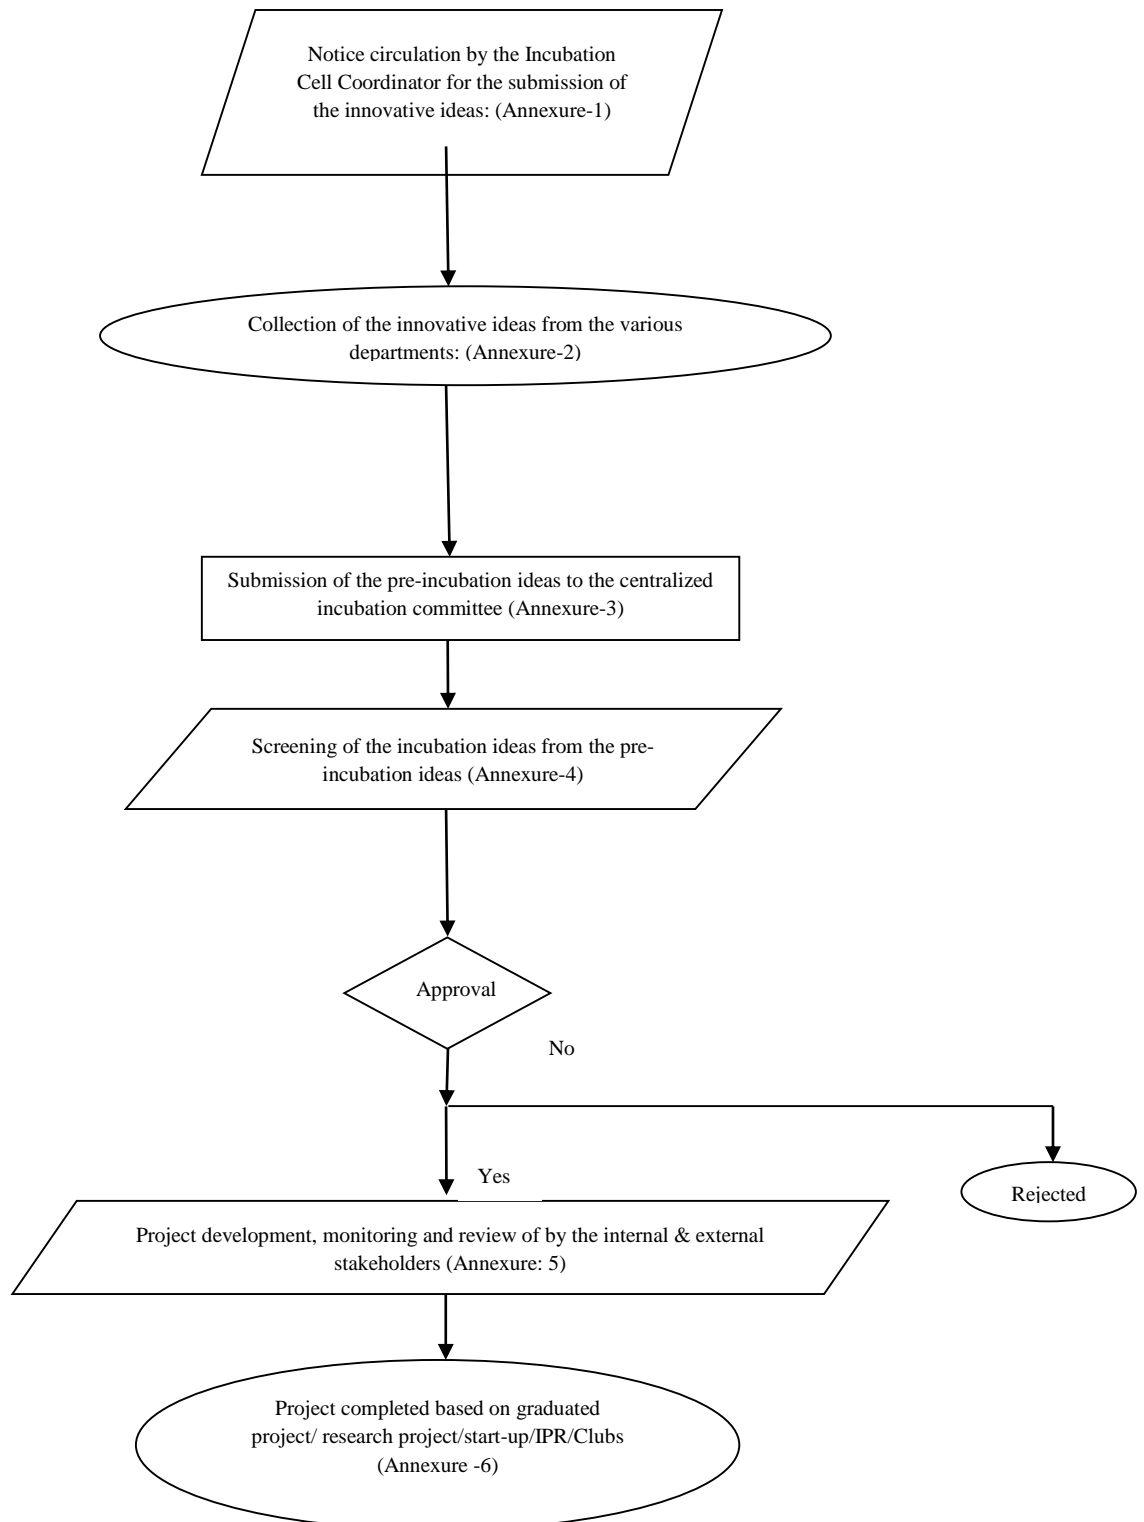 Notice circulation by the Incubation
Cell Coordinator for the submission of
the innovative ideas: (Annexure-1)
Collection of the innovative ideas from the various
departments: (Annexure-2)
Submission of the pre-incubation ideas to the centralized
incubation committee (Annexure-3)
Screening of the incubation ideas from the pre-
incubation ideas (Annexure-4)
Approval
No
Yes
Rejected
Project development, monitoring and review of by the internal & external
stakeholders (Annexure: 5)
Project completed based on graduated
project/ research project/start-up/IPR/Clubs
(Annexure -6)